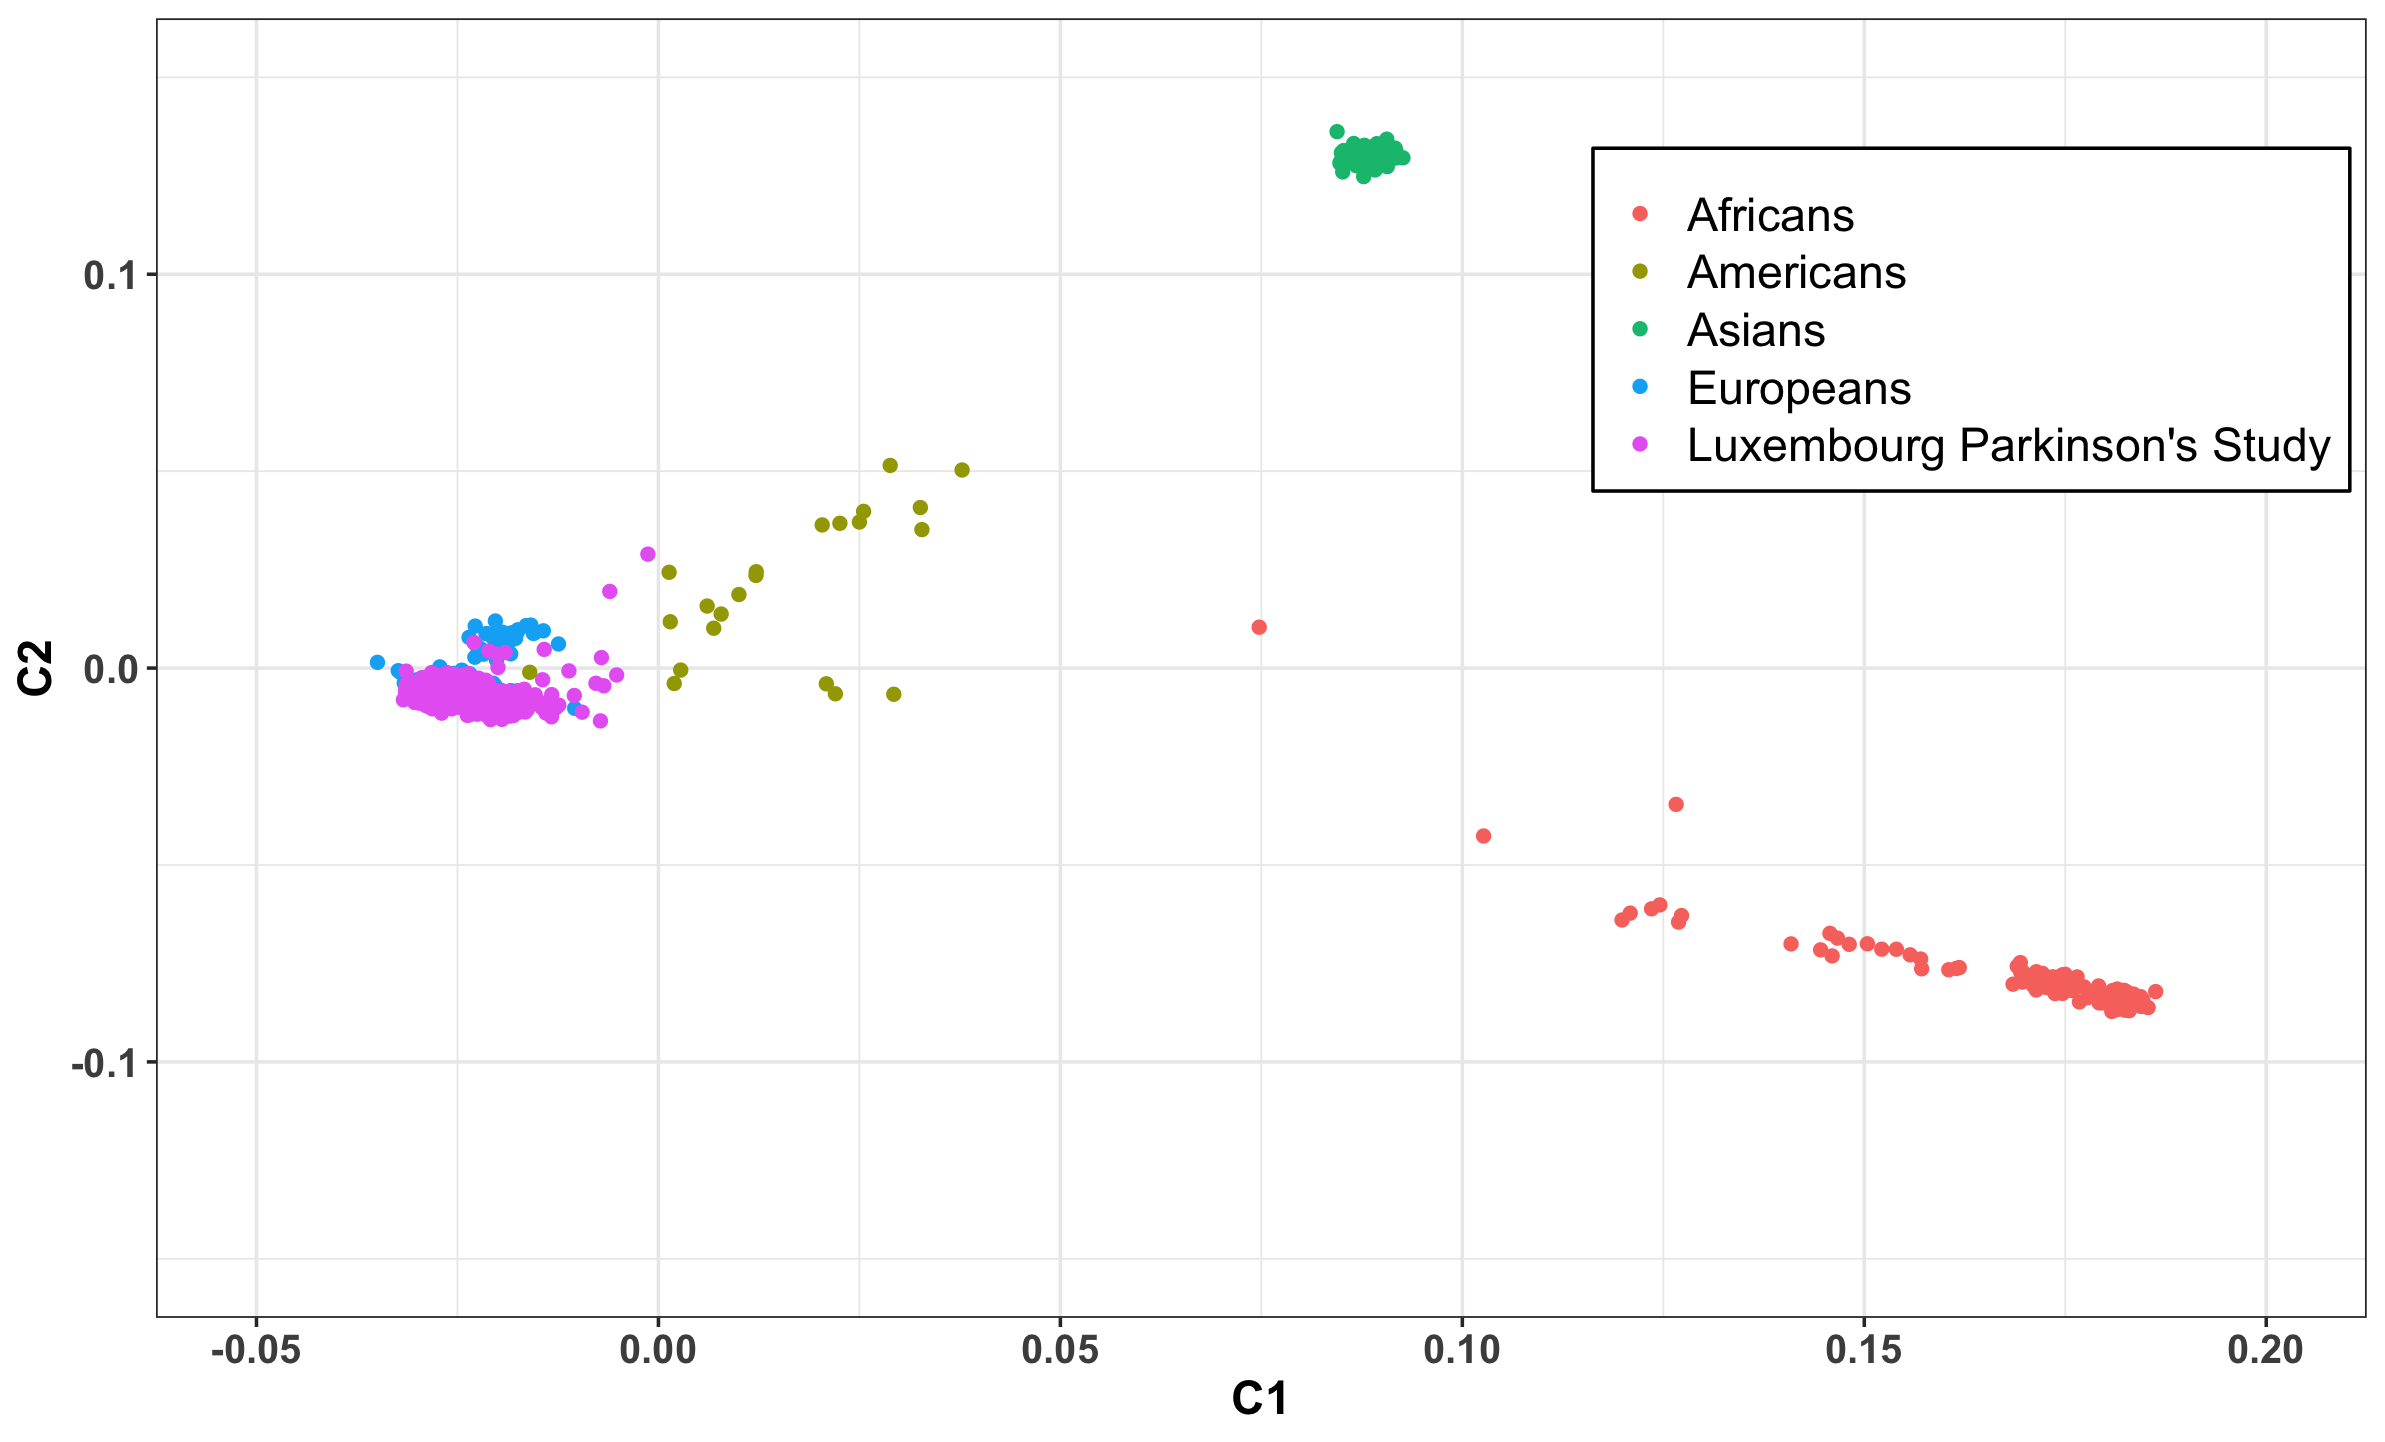 Africans
Americans
Asians
Europeans
Luxembourg Parkinson's Study
0.1
0.0
-0.1
C2
-0.05 0.00 0.05 0.10 0.15 0.20
C1